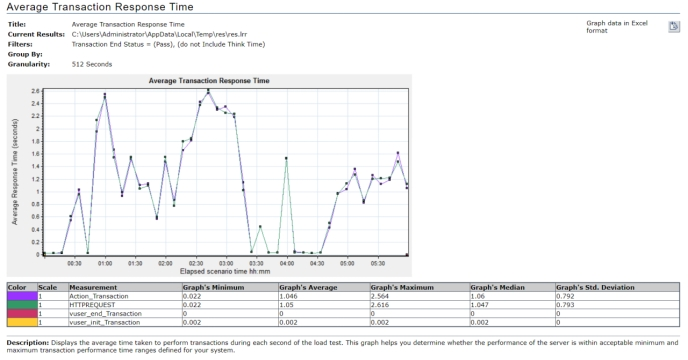 Average Transaction Response Time
Title: Average Transaction Response Time
Graph data in Excel format
Current Results: C:\Users\Administrator\AppData\Local\Temp\res\res.lrr
Filters: Transaction End Status = (Pass), (do not Include Think Time)
Group By:
Granularity: 512 Seconds
Average Transaction Response Time
Average Response Time (seconds)
2.6
2.4
2.2
2
1.8
1.6
1.4
1.2
1
0.8
0.6
0.4
0.2
0
00:30 01:00 01:30 02:00 02:30 03:00 03:30 04:00 04:30 05:00 05:30
Elapsed scenario time hh:mm
Color Scale Measurement Graph's Minimum Graph's Average Graph's Maximum Graph's Median Graph's Std. Deviation
1 Action_Transaction 0.022 1.046 2.564 1.06 0.792
1 HTTPREQUEST 0.022 1.05 2.616 1.047 0.793
1 vuser_end_Transaction 0 0 0 0 0
1 vuser_init_Transaction 0.002 0.002 0.002 0.002 0
Description: Displays the average time taken to perform transactions during each second of the load test. This graph helps you determine whether the performance of the server is within acceptable minimum and
maximum transaction performance time ranges defined for your system.